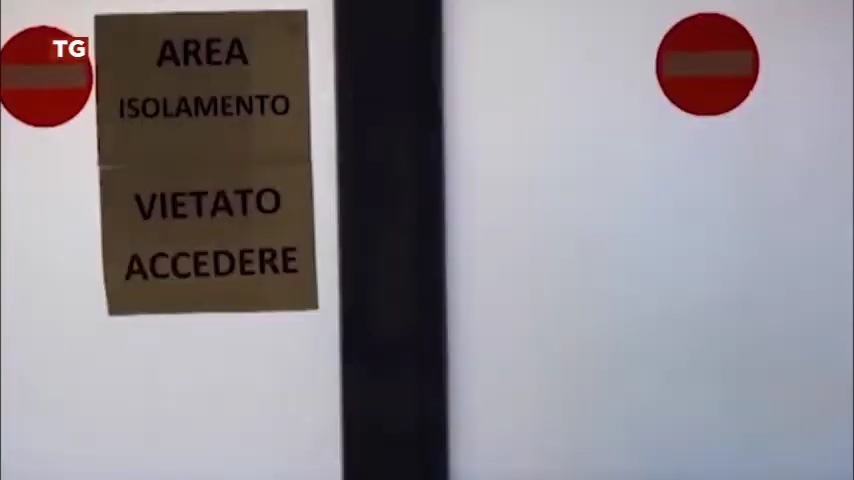 TG
AREA
ISOLAMENTO
VIETATO
ACCEDERE